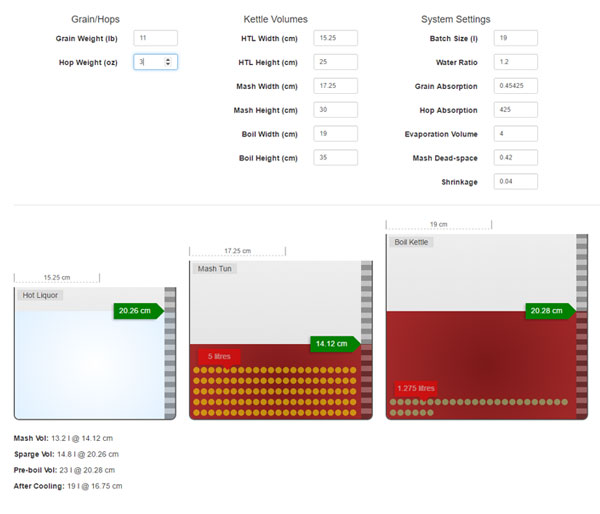 Grain/Hops
Grain Weight (lb) 11
Hop Weight (oz) 3
Kettle Volumes
HTL Width (cm) 15.25
HTL Height (cm) 25
Mash Width (cm) 17.25
Mash Height (cm) 30
Boil Width (cm) 19
Boil Height (cm) 35
System Settings
Batch Size (l) 19
Water Ratio 1.2
Grain Absorption 0.45425
Hop Absorption 425
Evaporation Volume 4
Mash Dead-space 0.42
Shrinkage 0.04
15.25 cm
Hot Liquor
20.26 cm
17.25 cm
Mash Tun
14.12 cm
5 litres
19 cm
Boil Kettle
20.28 cm
1.275 litres
Mash Vol: 13.2 l @ 14.12 cm
Sparge Vol: 14.8 l @ 20.26 cm
Pre-boil Vol: 23 l @ 20.28 cm
After Cooling: 19 l @ 16.75 cm